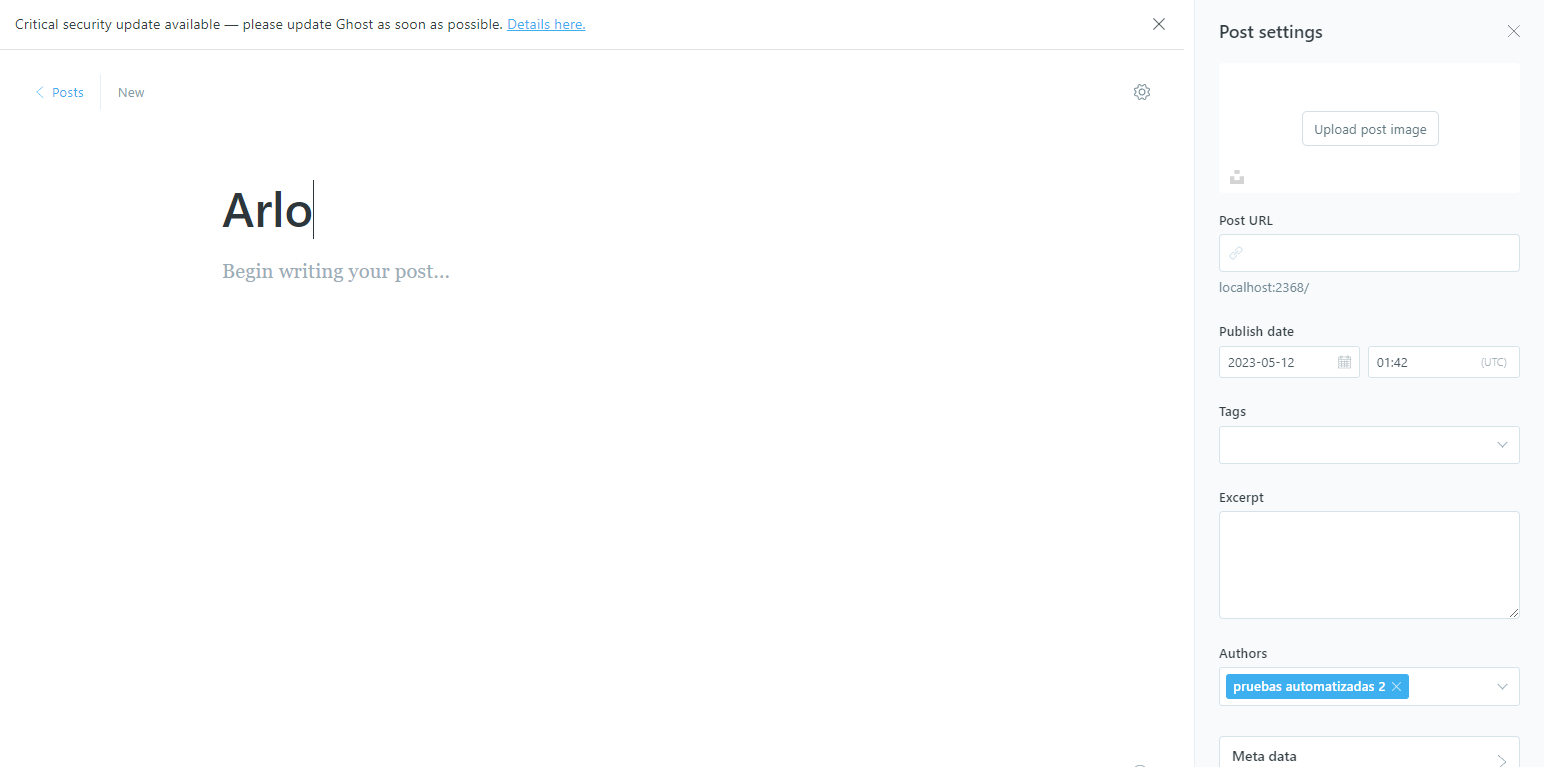 Critical security update available — please update Ghost as soon as possible. Details here.
Posts
New
Arlo
Begin writing your post...
Post settings
Upload post image
Post URL
localhost:2368/
Publish date
2023-05-12
01:42
(UTC)
Tags
Excerpt
Authors
pruebas automatizadas 2
Meta data